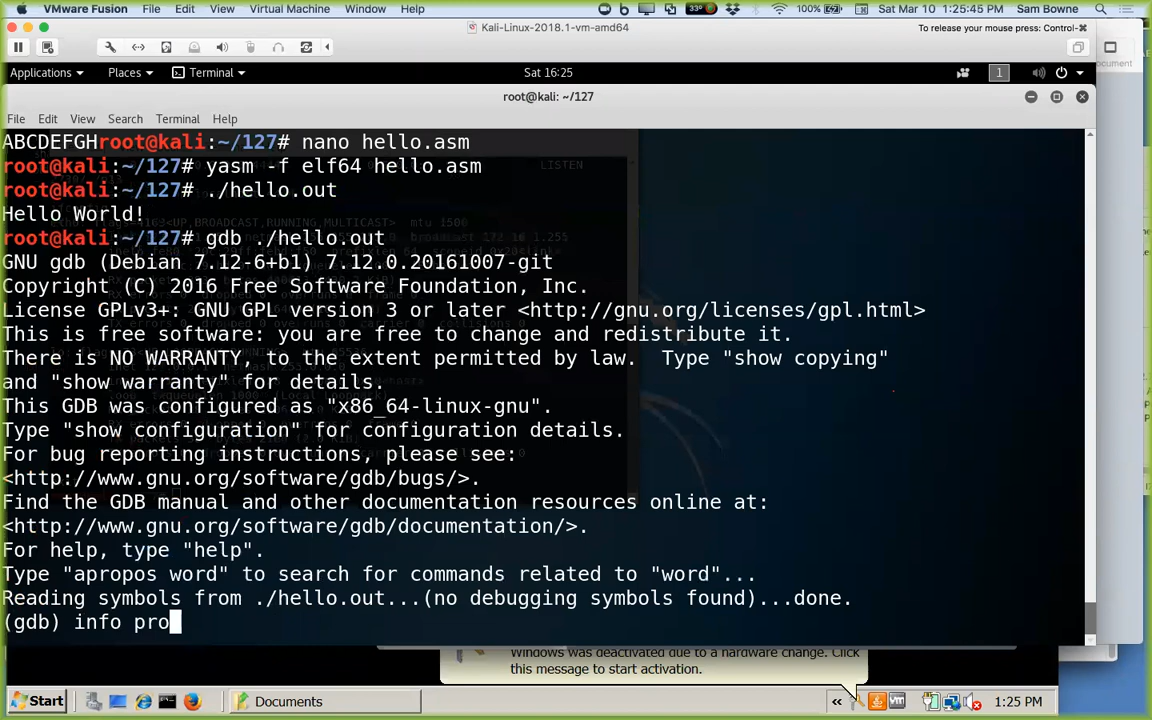 VMware Fusion File Edit View Virtual Machine Window Help 33° 100% Sat Mar 10 1:25:45 PM Sam Bowne
Kali-Linux-2018.1-vm-amd64
To release your mouse press: Control-⌘
Applications Places Terminal Sat 16:25 1
root@kali: ~/127
File Edit View Search Terminal Help
ABCDEFGHroot@kali:~/127# nano hello.asm
root@kali:~/127# yasm -f elf64 hello.asm
LISTEN
root@kali:~/127# ./hello.out
Hello World!
root@kali:~/127# gdb ./hello.out
GNU gdb (Debian 7.12-6+b1) 7.12.0.20161007-git
Copyright (C) 2016 Free Software Foundation, Inc.
License GPLv3+: GNU GPL version 3 or later <http://gnu.org/licenses/gpl.html>
This is free software: you are free to change and redistribute it.
There is NO WARRANTY, to the extent permitted by law.  Type "show copying"
and "show warranty" for details.
This GDB was configured as "x86_64-linux-gnu".
Type "show configuration" for configuration details.
For bug reporting instructions, please see:
<http://www.gnu.org/software/gdb/bugs/>.
Find the GDB manual and other documentation resources online at:
<http://www.gnu.org/software/gdb/documentation/>.
For help, type "help".
Type "apropos word" to search for commands related to "word"...
Reading symbols from ./hello.out...(no debugging symbols found)...done.
(gdb) info pro
Windows was deactivated due to a hardware change. Click
this message to start activation.
Start Documents « 1:25 PM